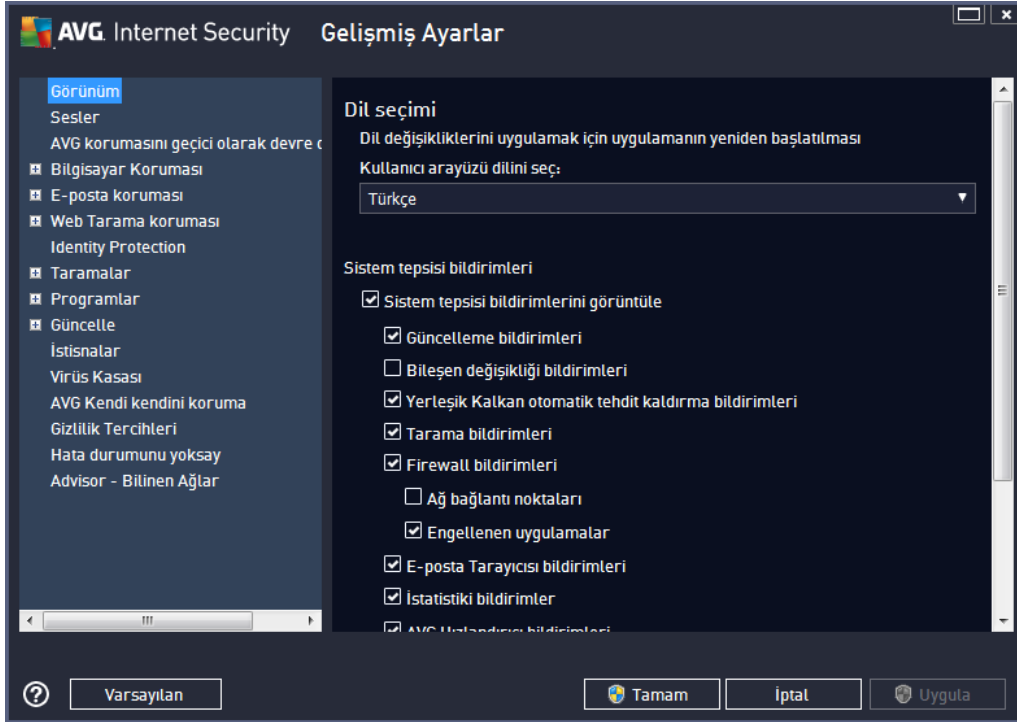 AVG. Internet Security Gelişmiş Ayarlar
Görünüm
Sesler
AVG korumasını geçici olarak devre
Bilgisayar Koruması
E-posta koruması
Web Tarama koruması
Identity Protection
Taramalar
Programlar
Güncelle
İstisnalar
Virüs Kasası
AVG Kendi kendini koruma
Gizlilik Tercihleri
Hata durumunu yoksay
Advisor - Bilinen Ağlar
Dil seçimi
Dil değişikliklerini uygulamak için uygulamanın yeniden başlatılması
Kullanıcı arayüzü dilini seç:
Türkçe
Sistem tepsisi bildirimleri
Sistem tepsisi bildirimlerini görüntüle
Güncelleme bildirimleri
Bileşen değişikliği bildirimleri
Yerleşik Kalkan otomatik tehdit kaldırma bildirimleri
Tarama bildirimleri
Firewall bildirimleri
Ağ bağlantı noktaları
Engellenen uygulamalar
E-posta Tarayıcısı bildirimleri
İstatistiki bildirimler
AVG Hızlandırıcı bildirimleri
Varsayılan
Tamam
İptal
Uygula